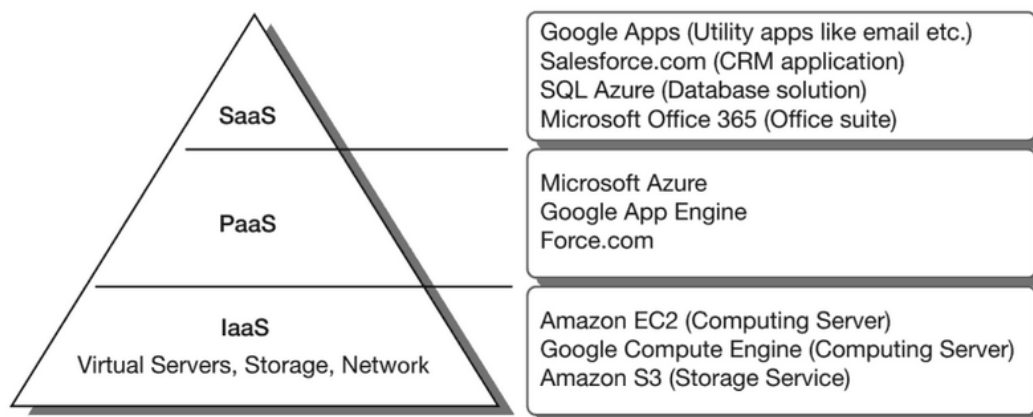 SaaS
Google Apps (Utility apps like email etc.)
Salesforce.com (CRM application)
SQL Azure (Database solution)
Microsoft Office 365 (Office suite)
PaaS
Microsoft Azure
Google App Engine
Force.com
IaaS
Virtual Servers, Storage, Network
Amazon EC2 (Computing Server)
Google Compute Engine (Computing Server)
Amazon S3 (Storage Service)